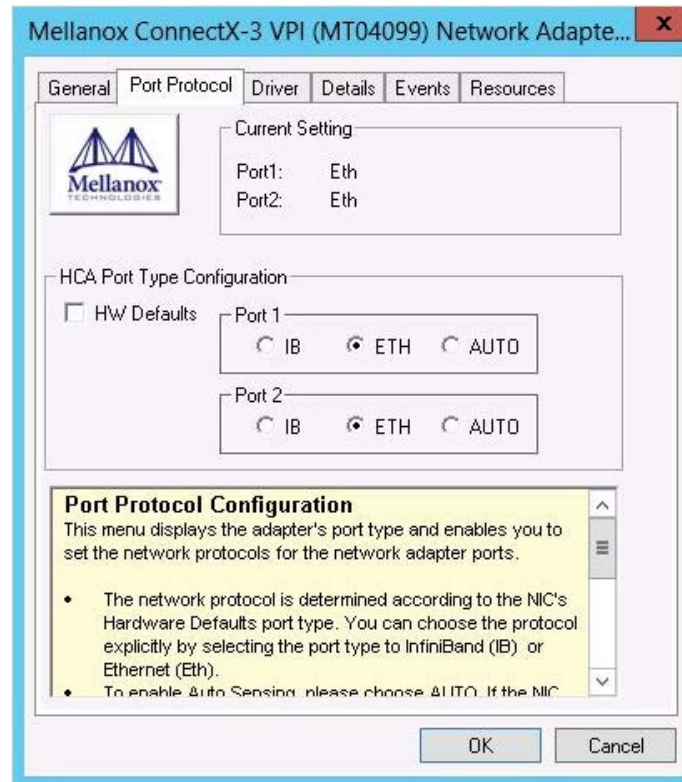 Mellanox ConnectX-3 VPI (MT04099) Network Adapte...
x
General Port Protocol Driver Details Events Resources
Mellanox
TECHNOLOGIES
Current Setting
Port1: Eth
Port2: Eth
HCA Port Type Configuration
HW Defaults
Port 1
IB ETH AUTO
Port 2
IB ETH AUTO
Port Protocol Configuration
This menu displays the adapter's port type and enables you to
set the network protocols for the network adapter ports.
• The network protocol is determined according to the NIC's
Hardware Defaults port type. You can choose the protocol
explicitly by selecting the port type to InfiniBand (IB) or
Ethernet (Eth).
• To enable Auto Sensing, please choose AUTO. If the NIC
OK Cancel